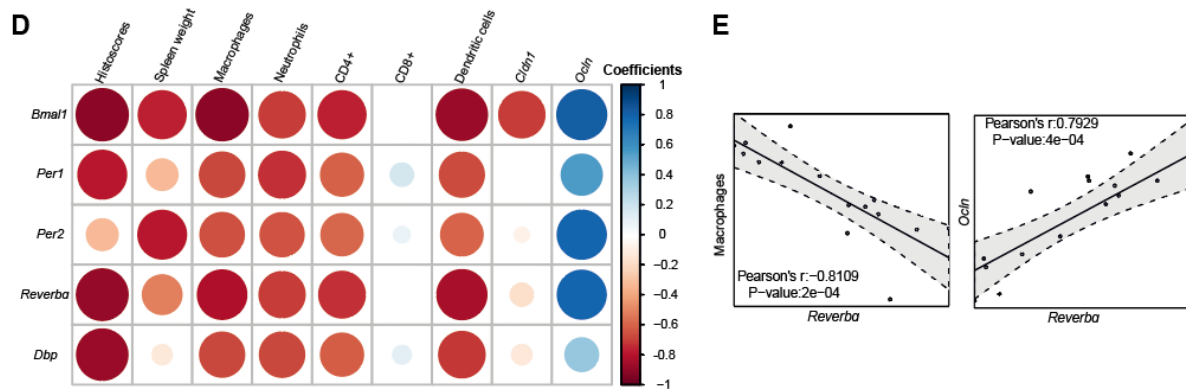 D
Histoscores
Spleen weight
Macrophages
Neutrophils
CD4+
CD8+
Dendritic cells
Cldn1
Ocln
Coefficients
Bmal1
Per1
Per2
Reverbα
Dbp
1
0.8
0.6
0.4
0.2
0
−0.2
−0.4
−0.6
−0.8
−1
E
Macrophages
Pearson's r:−0.8109
P−value:2e−04
Reverbα
Ocln
Pearson's r:0.7929
P−value:4e−04
Reverbα